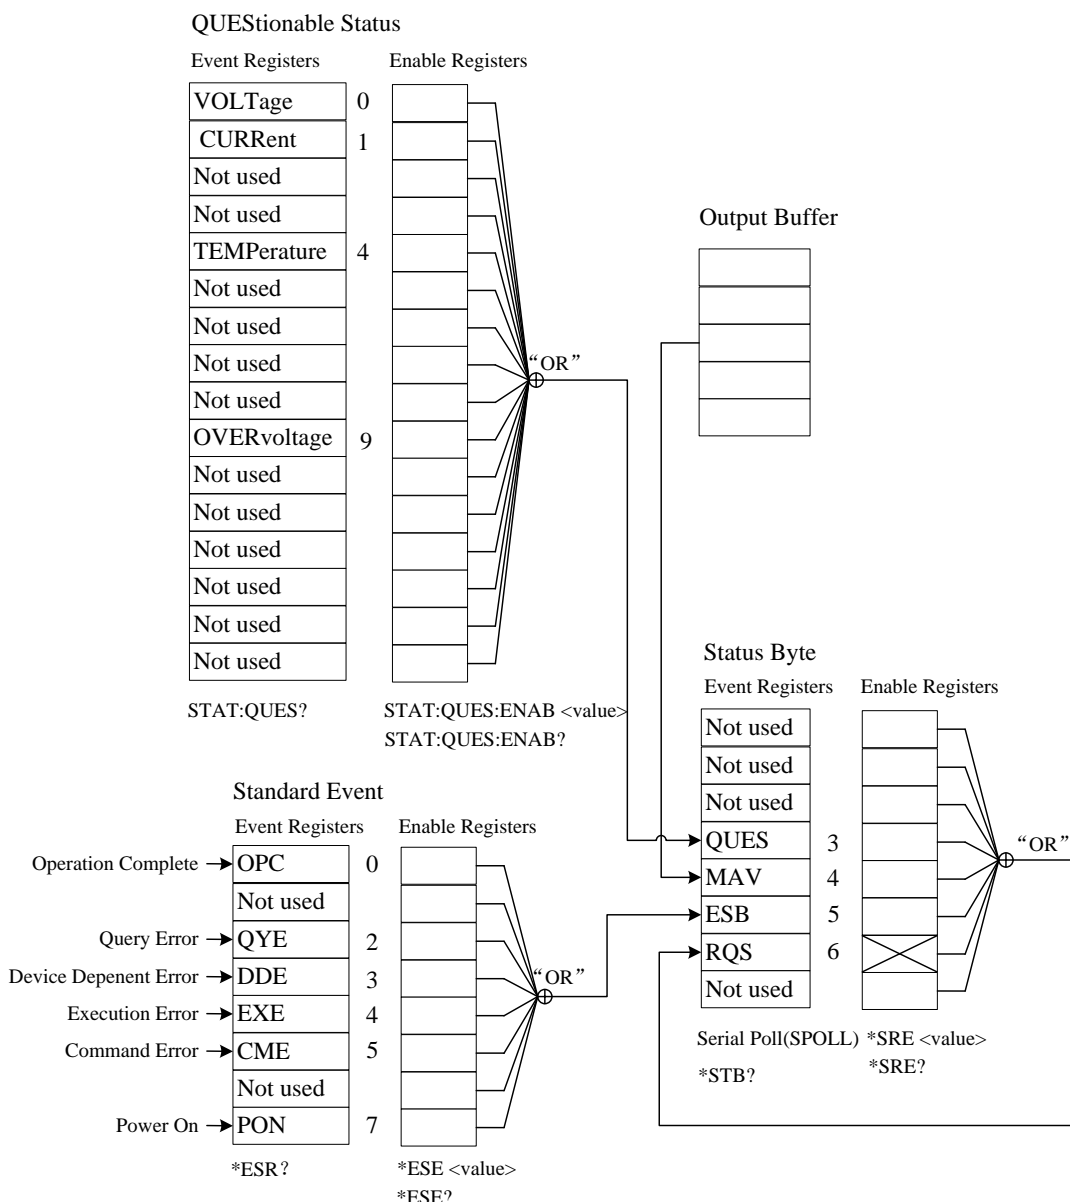 QUEStionable Status
Event Registers Enable Registers
VOLTage 0
CURRent 1
Not used
Not used
TEMPerature 4
Not used
Not used
Not used
Not used
OVERvoltage 9
Not used
Not used
Not used
Not used
Not used
Not used
“OR”
STAT:QUES? STAT:QUES:ENAB <value>
STAT:QUES:ENAB?
Output Buffer
Standard Event
Event Registers Enable Registers
Operation Complete OPC 0
Not used
Query Error QYE 2
Device Depenent Error DDE 3
Execution Error EXE 4
Command Error CME 5
Not used
Power On PON 7
“OR”
*ESR? *ESE <value>
*ESE?
Status Byte
Event Registers Enable Registers
Not used
Not used
Not used
QUES 3
MAV 4
ESB 5
RQS 6
Not used
“OR”
Serial Poll(SPOLL) *SRE <value>
*STB? *SRE?